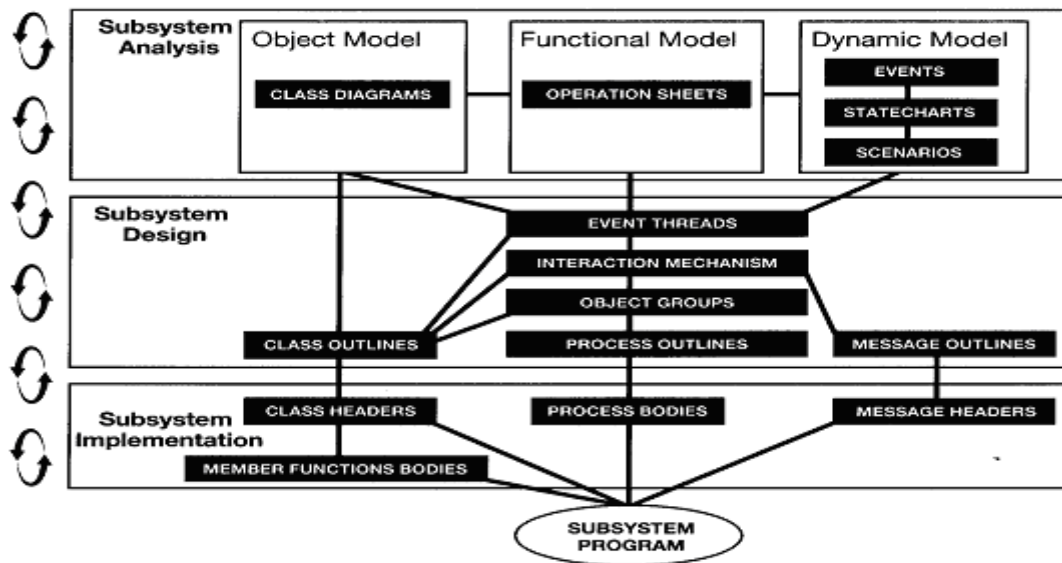 Subsystem
Analysis
Object Model
Functional Model
Dynamic Model
CLASS DIAGRAMS
OPERATION SHEETS
EVENTS
STATECHARTS
SCENARIOS
Subsystem
Design
EVENT THREADS
INTERACTION MECHANISM
OBJECT GROUPS
CLASS OUTLINES
PROCESS OUTLINES
MESSAGE OUTLINES
Subsystem
Implementation
CLASS HEADERS
PROCESS BODIES
MESSAGE HEADERS
MEMBER FUNCTIONS BODIES
SUBSYSTEM
PROGRAM